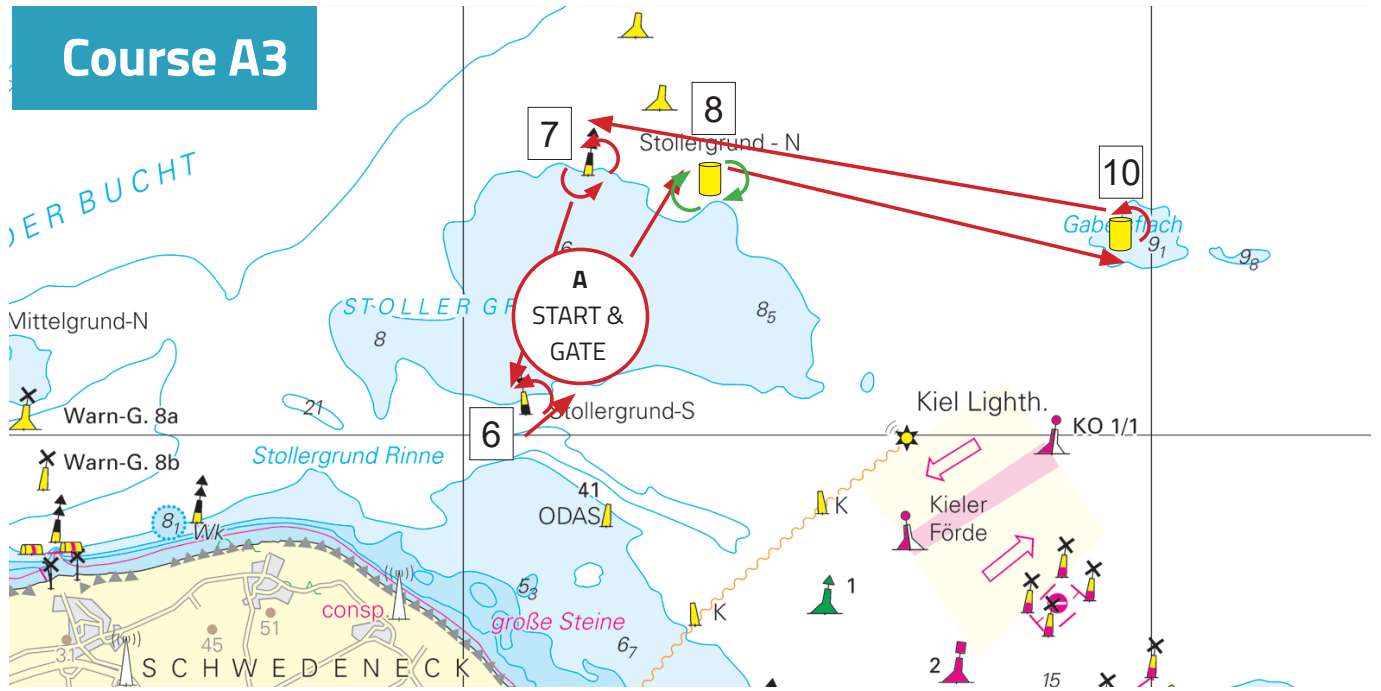 Course A3
8
7
Stollergrund - N
10
DER BUCHT
Gabelsflach
9₁
9₈
6
A
START &
GATE
STOLLER GR
8₅
Mittelgrund-N
8
21
Warn-G. 8a
Stollergrund-S
Kiel Lighth.
KO 1/1
6
Stollergrund Rinne
Warn-G. 8b
41
ODAS
K
Kieler
Förde
8₁
Wk
5₃
1
consp.
große Steine
K
51
45
31
6₇
SCHWEDENECK
2
15